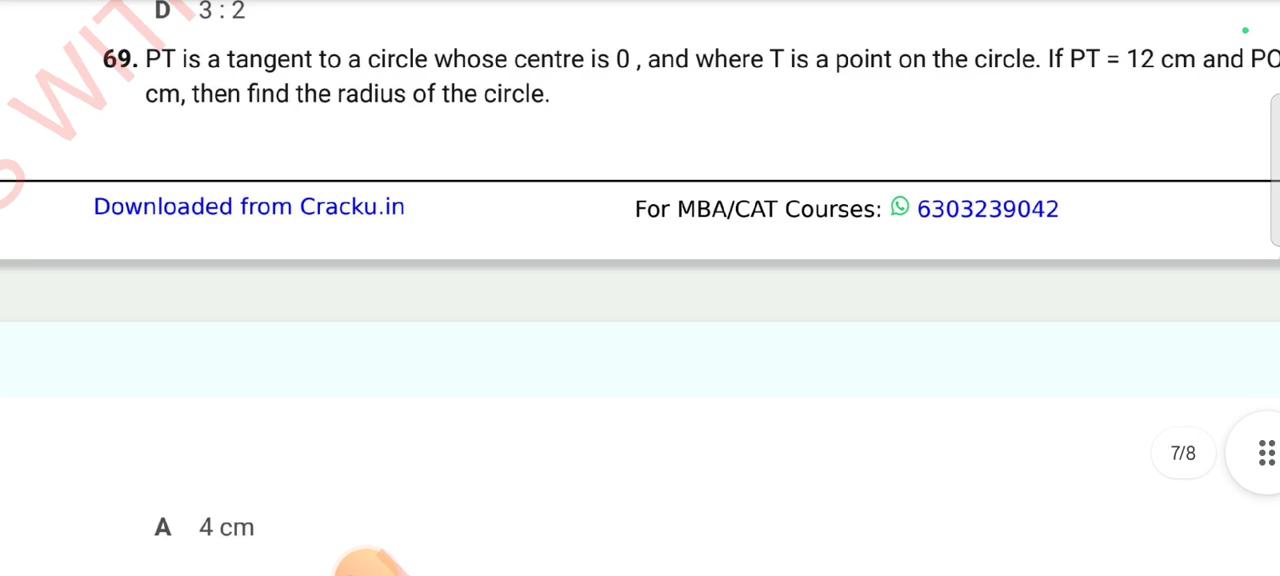 D 3 : 2
69. PT is a tangent to a circle whose centre is 0 , and where T is a point on the circle. If PT = 12 cm and PO
cm, then find the radius of the circle.
Downloaded from Cracku.in For MBA/CAT Courses: 6303239042
7/8
A 4 cm